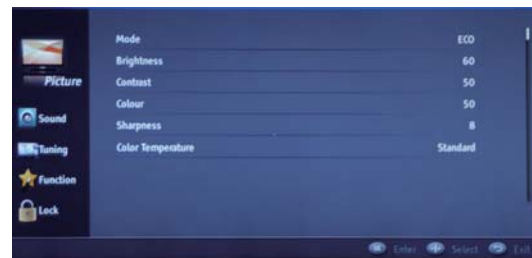 Picture
Sound
Tuning
Function
Lock
Mode ECO
Brightness 60
Contrast 50
Colour 50
Sharpness 8
Color Temperature Standard
Enter Select Exit